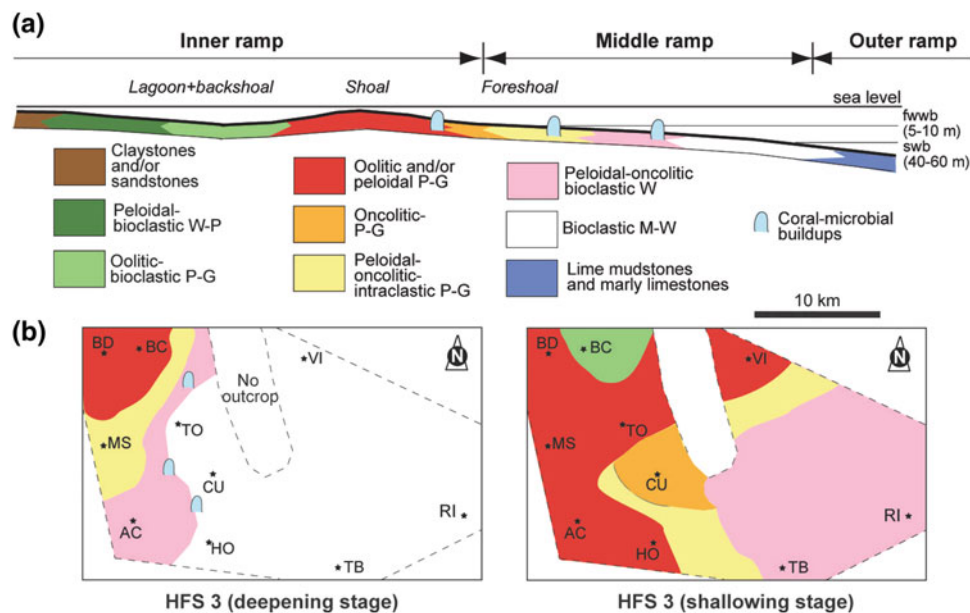 (a)
Inner ramp
Middle ramp
Outer ramp
Lagoon+backshoal
Shoal
Foreshoal
sea level
fwwb
(5-10 m)
swb
(40-60 m)
Claystones
and/or
sandstones
Peloidal-
bioclastic W-P
Oolitic-
bioclastic P-G
Oolitic and/or
peloidal P-G
Oncolitic-
P-G
Peloidal-
oncolitic-
intraclastic P-G
Peloidal-oncolitic
bioclastic W
Bioclastic M-W
Lime mudstones
and marly limestones
Coral-microbial
buildups
10 km
(b)
BD
BC
No
outcrop
VI
N
MS
TO
CU
AC
HO
RI
TB
HFS 3 (deepening stage)
BD
BC
VI
N
MS
TO
CU
AC
HO
RI
TB
HFS 3 (shallowing stage)